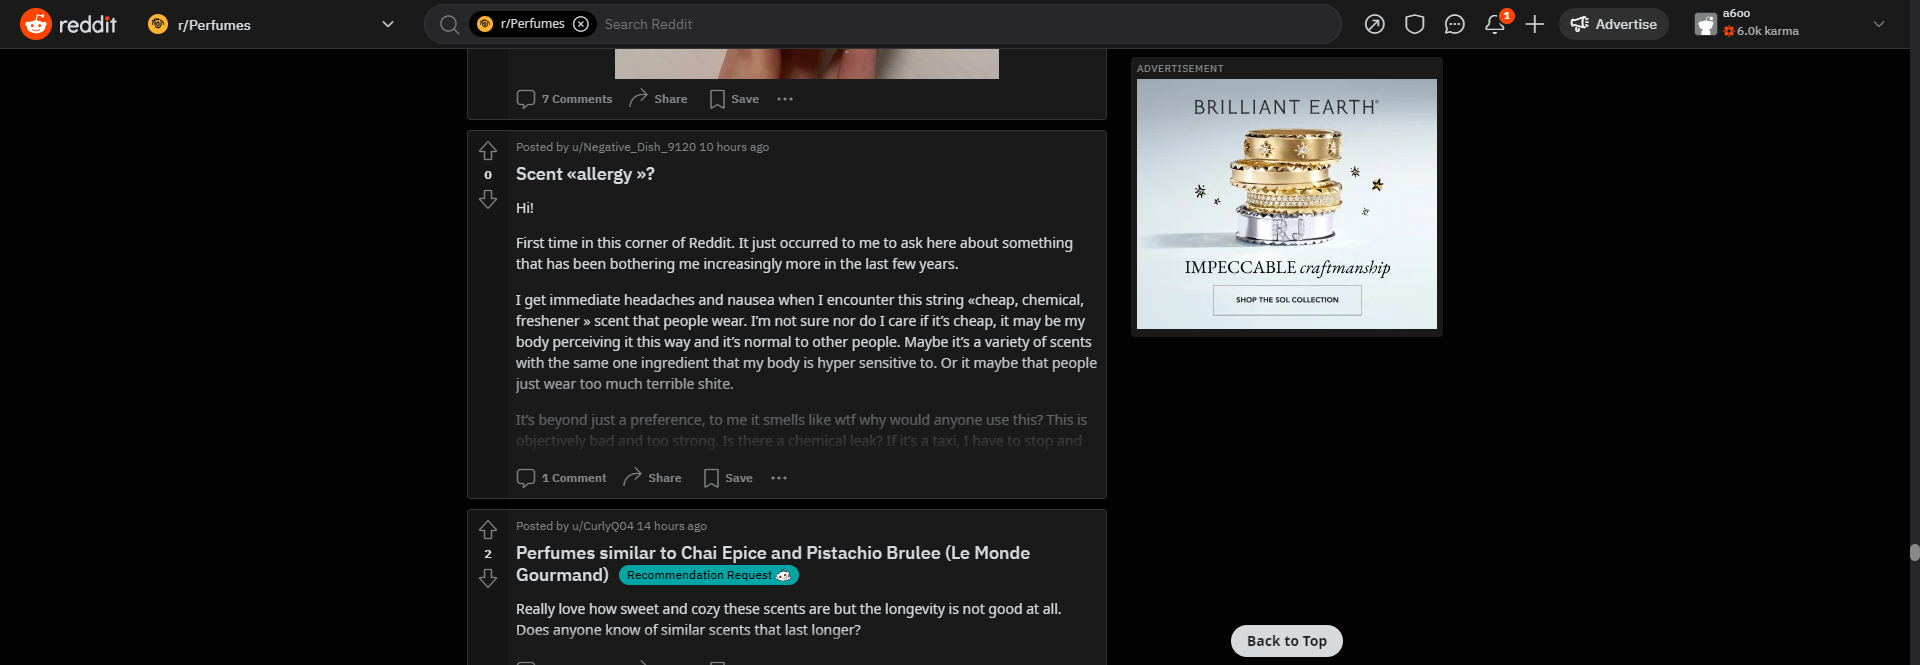 reddit
r/Perfumes
r/Perfumes
Search Reddit
1
Advertise
a6oo
6.0k karma
7 Comments
Share
Save
Posted by u/Negative_Dish_9120 10 hours ago
0
Scent «allergy »?
Hi!
First time in this corner of Reddit. It just occurred to me to ask here about something
that has been bothering me increasingly more in the last few years.
I get immediate headaches and nausea when I encounter this string «cheap, chemical,
freshener » scent that people wear. I'm not sure nor do I care if it's cheap, it may be my
body perceiving it this way and it's normal to other people. Maybe it's a variety of scents
with the same one ingredient that my body is hyper sensitive to. Or it maybe that people
just wear too much terrible shite.
It's beyond just a preference, to me it smells like wtf why would anyone use this? This is
objectively bad and too strong. Is there a chemical leak? If it's a taxi, I have to stop and
1 Comment
Share
Save
Posted by u/CurlyQ04 14 hours ago
2
Perfumes similar to Chai Epice and Pistachio Brulee (Le Monde
Gourmand)
Recommendation Request
Really love how sweet and cozy these scents are but the longevity is not good at all.
Does anyone know of similar scents that last longer?
ADVERTISEMENT
BRILLIANT EARTH®
RJ
IMPECCABLE craftmanship
SHOP THE SOL COLLECTION
Back to Top